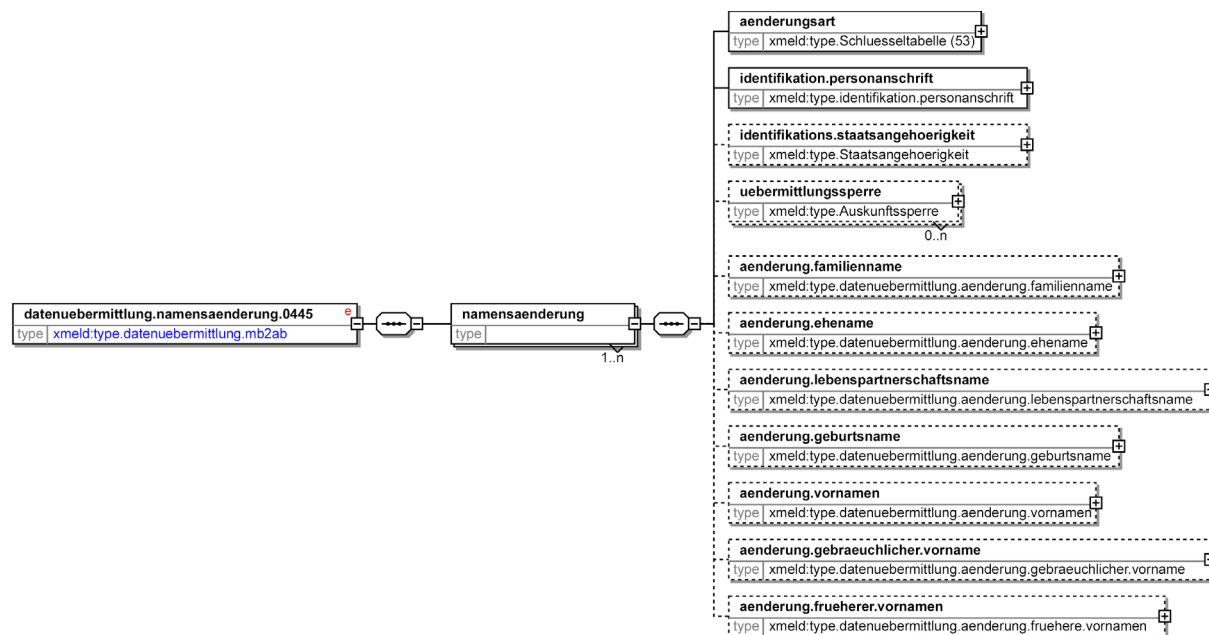 aenderungsart
type xmeld:type.Schluesseltabelle (53)
identifikation.personanschrift
type xmeld:type.identifikation.personanschrift
identifikations.staatsangehoerigkeit
type xmeld:type.Staatsangehoerigkeit
uebermittlungssperre
type xmeld:type.Auskunftssperre
0..n
aenderung.familienname
type xmeld:type.datenuebermittlung.aenderung.familienname
datenuebermittlung.namensaenderung.0445 e
type xmeld:type.datenuebermittlung.mb2ab
namensaenderung
type
1..n
aenderung.ehename
type xmeld:type.datenuebermittlung.aenderung.ehename
aenderung.lebenspartnerschaftsname
type xmeld:type.datenuebermittlung.aenderung.lebenspartnerschaftsname
aenderung.geburtsname
type xmeld:type.datenuebermittlung.aenderung.geburtsname
aenderung.vornamen
type xmeld:type.datenuebermittlung.aenderung.vornamen
aenderung.gebraeuchlicher.vorname
type xmeld:type.datenuebermittlung.aenderung.gebraeuchlicher.vorname
aenderung.frueherer.vornamen
type xmeld:type.datenuebermittlung.aenderung.fruehere.vornamen